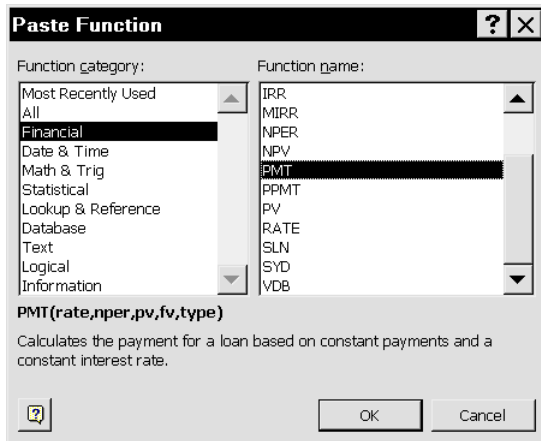 Paste Function
Function category:
Function name:
Most Recently Used
All
Financial
Date & Time
Math & Trig
Statistical
Lookup & Reference
Database
Text
Logical
Information
IRR
MIRR
NPER
NPV
PMT
PPMT
PV
RATE
SLN
SYD
VDB
PMT(rate,nper,pv,fv,type)
Calculates the payment for a loan based on constant payments and a
constant interest rate.
OK
Cancel